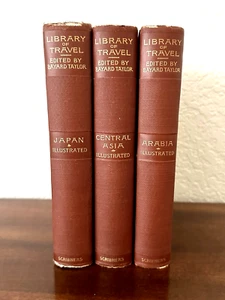 LIBRARY
OF
TRAVEL
EDITED BY
BAYARD TAYLOR
JAPAN
ILLUSTRATED
SCRIBNERS
LIBRARY
OF
TRAVEL
EDITED BY
BAYARD TAYLOR
CENTRAL
ASIA
ILLUSTRATED
SCRIBNERS
LIBRARY
OF
TRAVEL
EDITED BY
BAYARD TAYLOR
ARABIA
ILLUSTRATED
SCRIBNERS